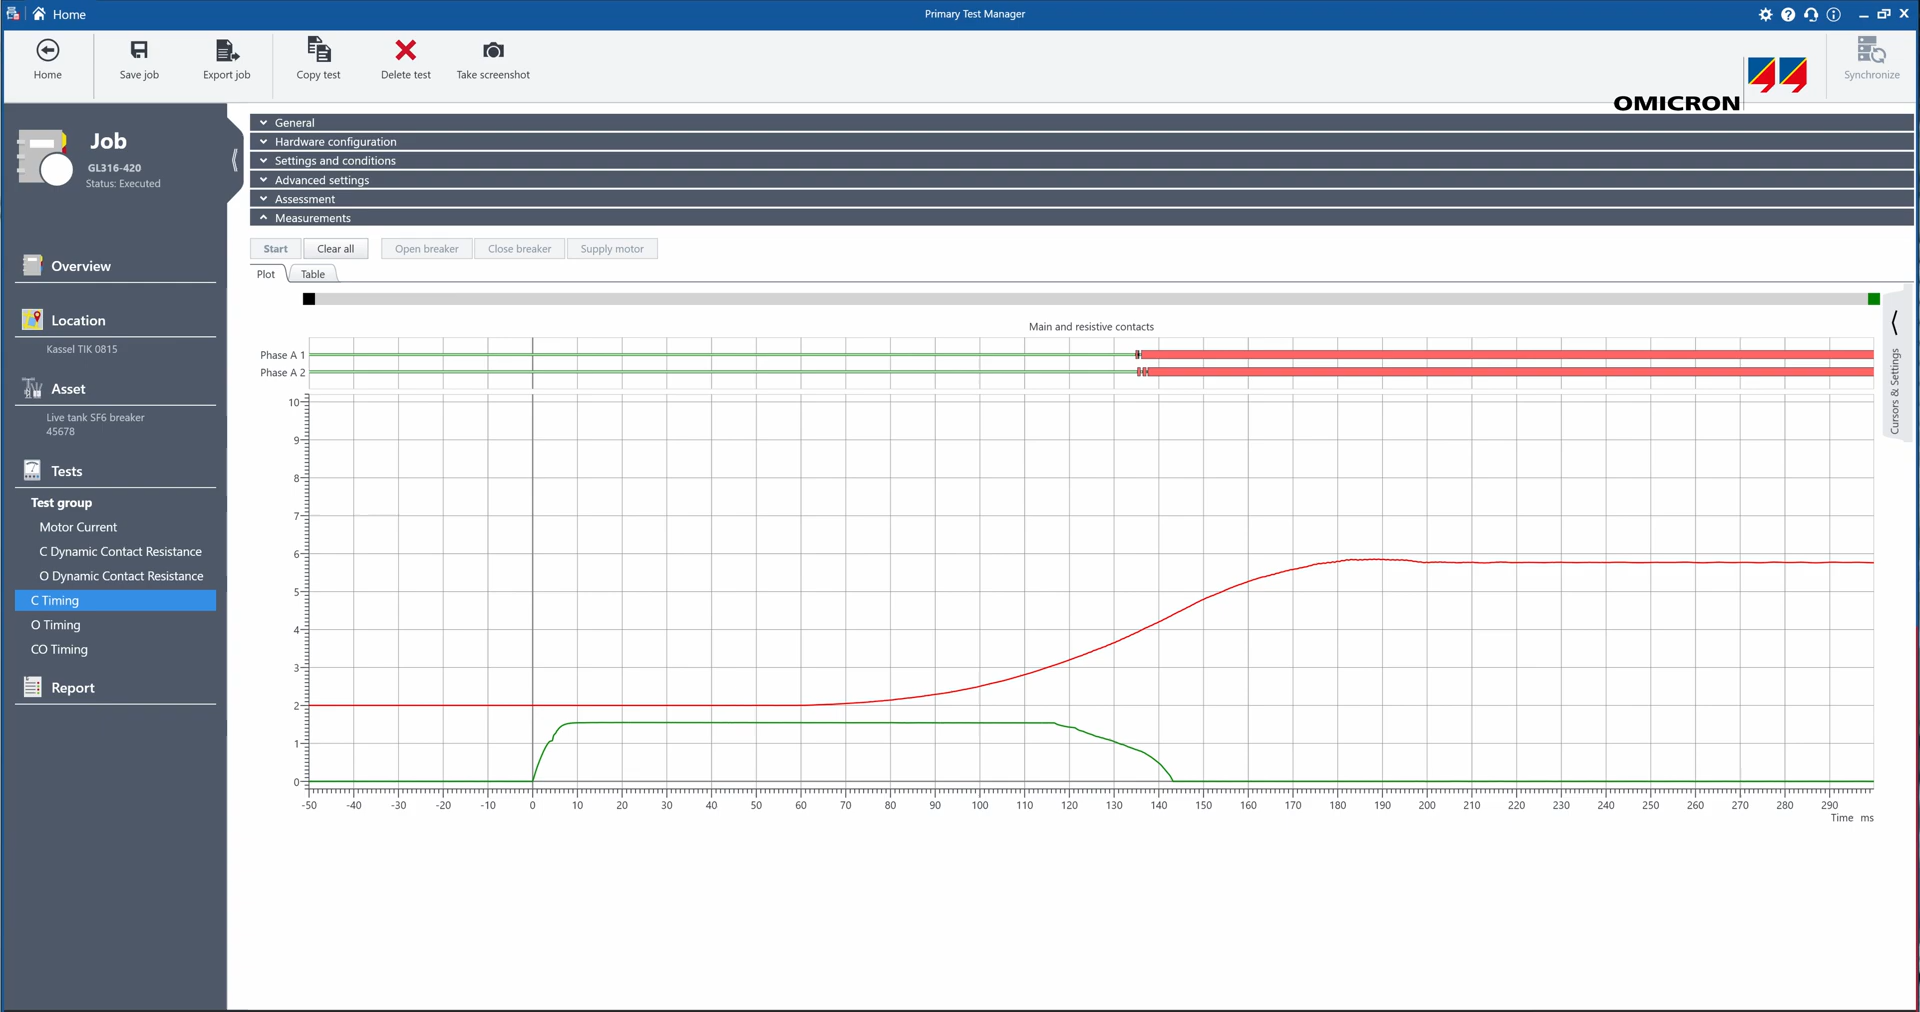 Home
Primary Test Manager
Home
Save job
Export job
Copy test
Delete test
Take screenshot
Synchronize
OMICRON
Job
GL316-420
Status: Executed
Overview
Location
Kassel TIK 0815
Asset
Live tank SF6 breaker
45678
Tests
Test group
Motor Current
C Dynamic Contact Resistance
O Dynamic Contact Resistance
C Timing
O Timing
CO Timing
Report
General
Hardware configuration
Settings and conditions
Advanced settings
Assessment
Measurements
Start Clear all Open breaker Close breaker Supply motor
Plot Table
Main and resistive contacts
Phase A 1
Phase A 2
10
9
8
7
6
5
4
3
2
1
0
-50 -40 -30 -20 -10 0 10 20 30 40 50 60 70 80 90 100 110 120 130 140 150 160 170 180 190 200 210 220 230 240 250 260 270 280 290
Time ms
Cursors & Settings